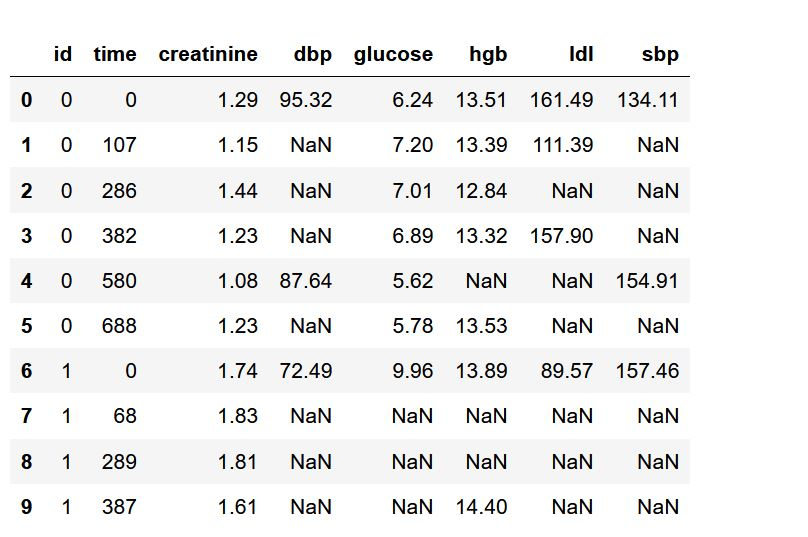 id time creatinine dbp glucose hgb ldl sbp
0 0 0 1.29 95.32 6.24 13.51 161.49 134.11
1 0 107 1.15 NaN 7.20 13.39 111.39 NaN
2 0 286 1.44 NaN 7.01 12.84 NaN NaN
3 0 382 1.23 NaN 6.89 13.32 157.90 NaN
4 0 580 1.08 87.64 5.62 NaN NaN 154.91
5 0 688 1.23 NaN 5.78 13.53 NaN NaN
6 1 0 1.74 72.49 9.96 13.89 89.57 157.46
7 1 68 1.83 NaN NaN NaN NaN NaN
8 1 289 1.81 NaN NaN NaN NaN NaN
9 1 387 1.61 NaN NaN 14.40 NaN NaN